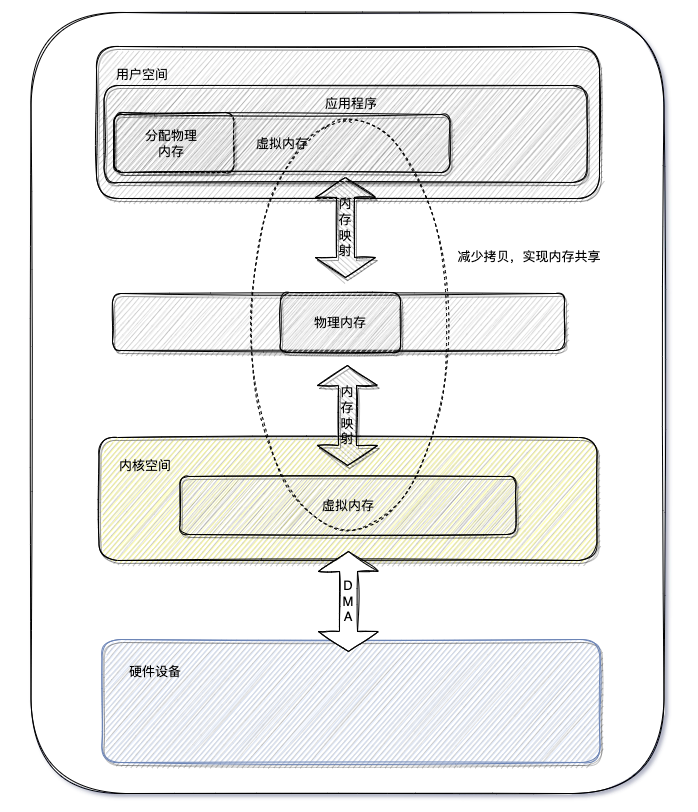 用户空间
应用程序
分配物理
内存
虚拟内存
内
存
映
射
减少拷贝，实现内存共享
物理内存
内
存
映
射
内核空间
虚拟内存
D
M
A
硬件设备